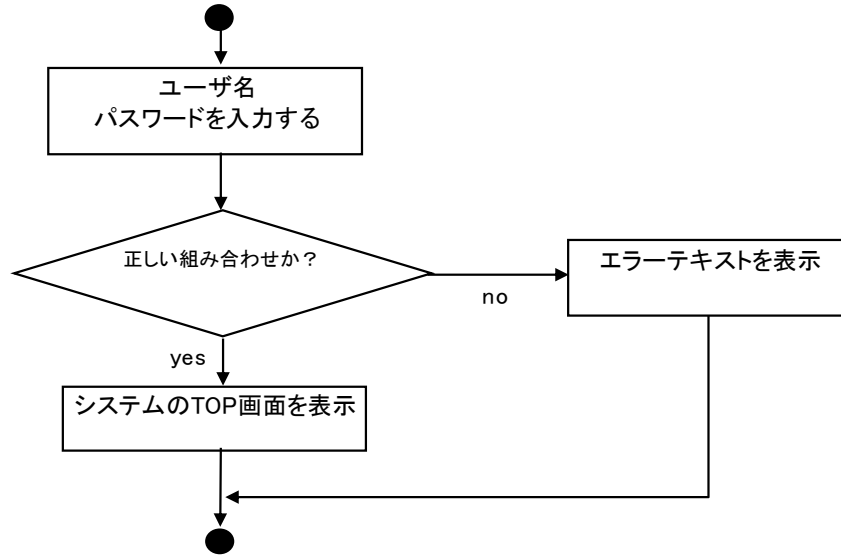 ユーザ名
パスワードを入力する
正しい組み合わせか？
エラーテキストを表示
no
yes
システムのTOP画面を表示